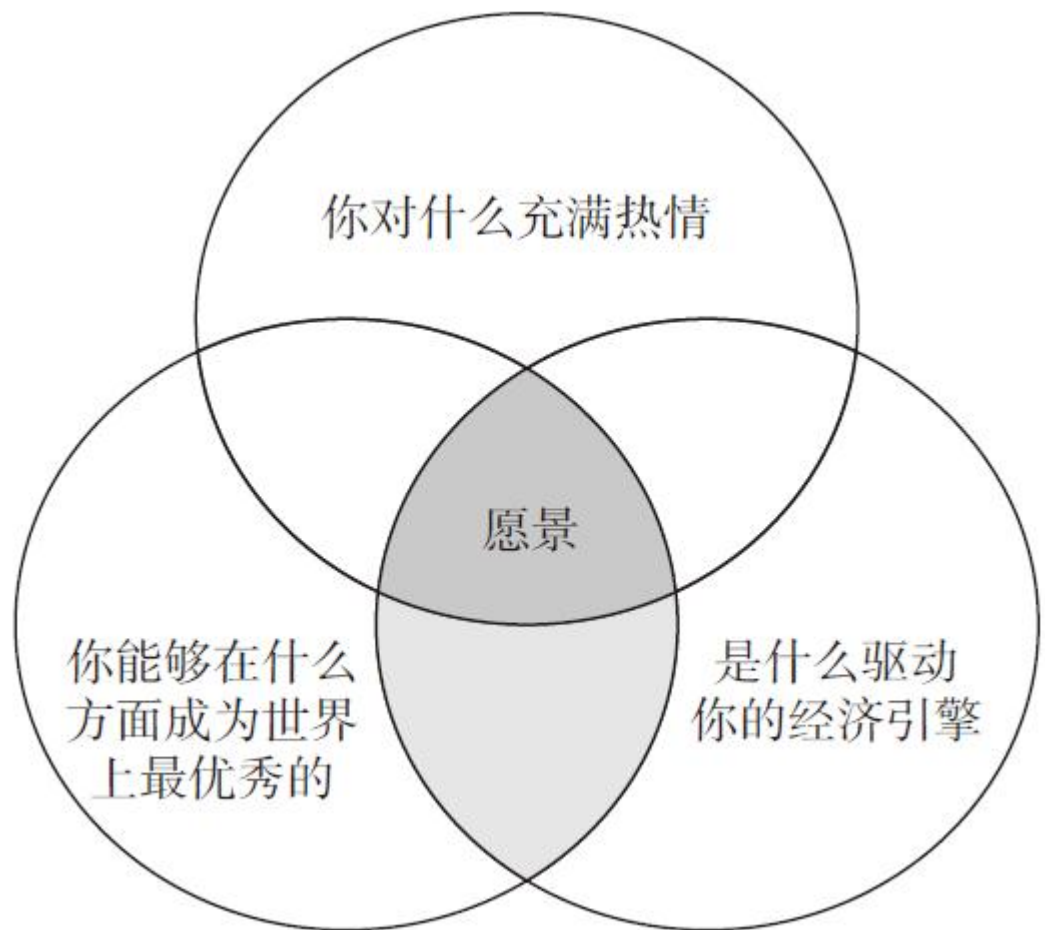 你对什么充满热情
愿景
你能够在什么
方面成为世界
上最优秀的
是什么驱动
你的经济引擎